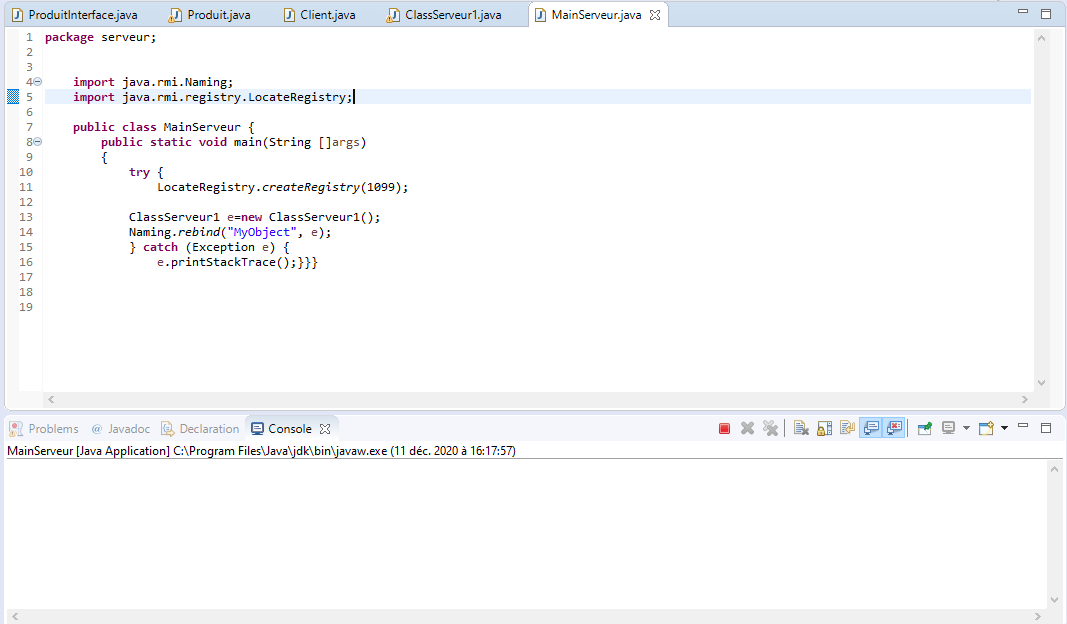 ProduitInterface.java Produit.java Client.java ClassServeur1.java MainServeur.java
1 package serveur;
2
3
4 import java.rmi.Naming;
5 import java.rmi.registry.LocateRegistry;
6
7 public class MainServeur {
8 public static void main(String []args)
9 {
10 try {
11 LocateRegistry.createRegistry(1099);
12
13 ClassServeur1 e=new ClassServeur1();
14 Naming.rebind("MyObject", e);
15 } catch (Exception e) {
16 e.printStackTrace();}}}
17
18
19
Problems @ Javadoc Declaration Console
MainServeur [Java Application] C:\Program Files\Java\jdk\bin\javaw.exe (11 déc. 2020 à 16:17:57)